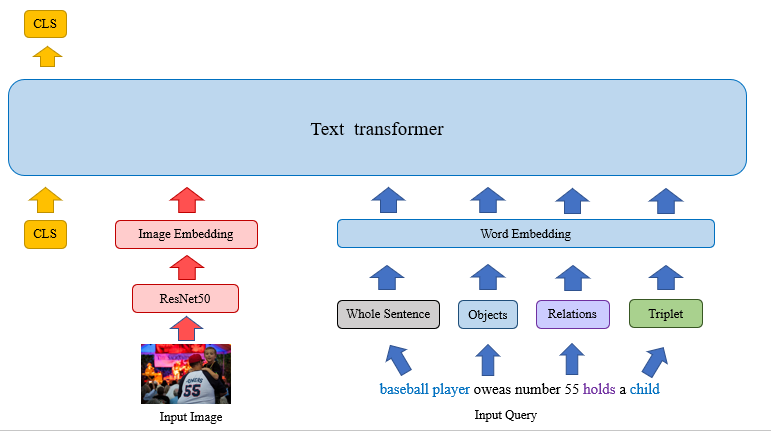 CLS
Text transformer
CLS
Image Embedding
Word Embedding
ResNet50
Whole Sentence
Objects
Relations
Triplet
55
baseball player oweas number 55 holds a child
Input Image
Input Query